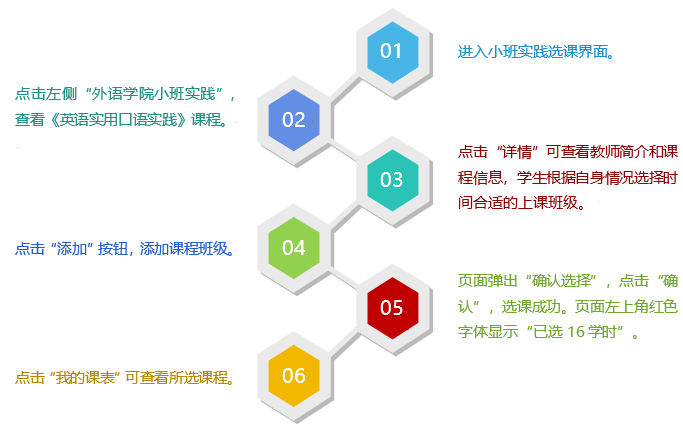 01
进入小班实践选课界面。
点击左侧“外语学院小班实践”，
查看《英语实用口语实践》课程。
02
03
点击“详情”可查看教师简介和课
程信息，学生根据自身情况选择时
间合适的上课班级。
点击“添加”按钮，添加课程班级。
04
05
页面弹出“确认选择”，点击“确
认”，选课成功。页面左上角红色
字体显示“已选 16 学时”。
点击“我的课表”可查看所选课程。
06